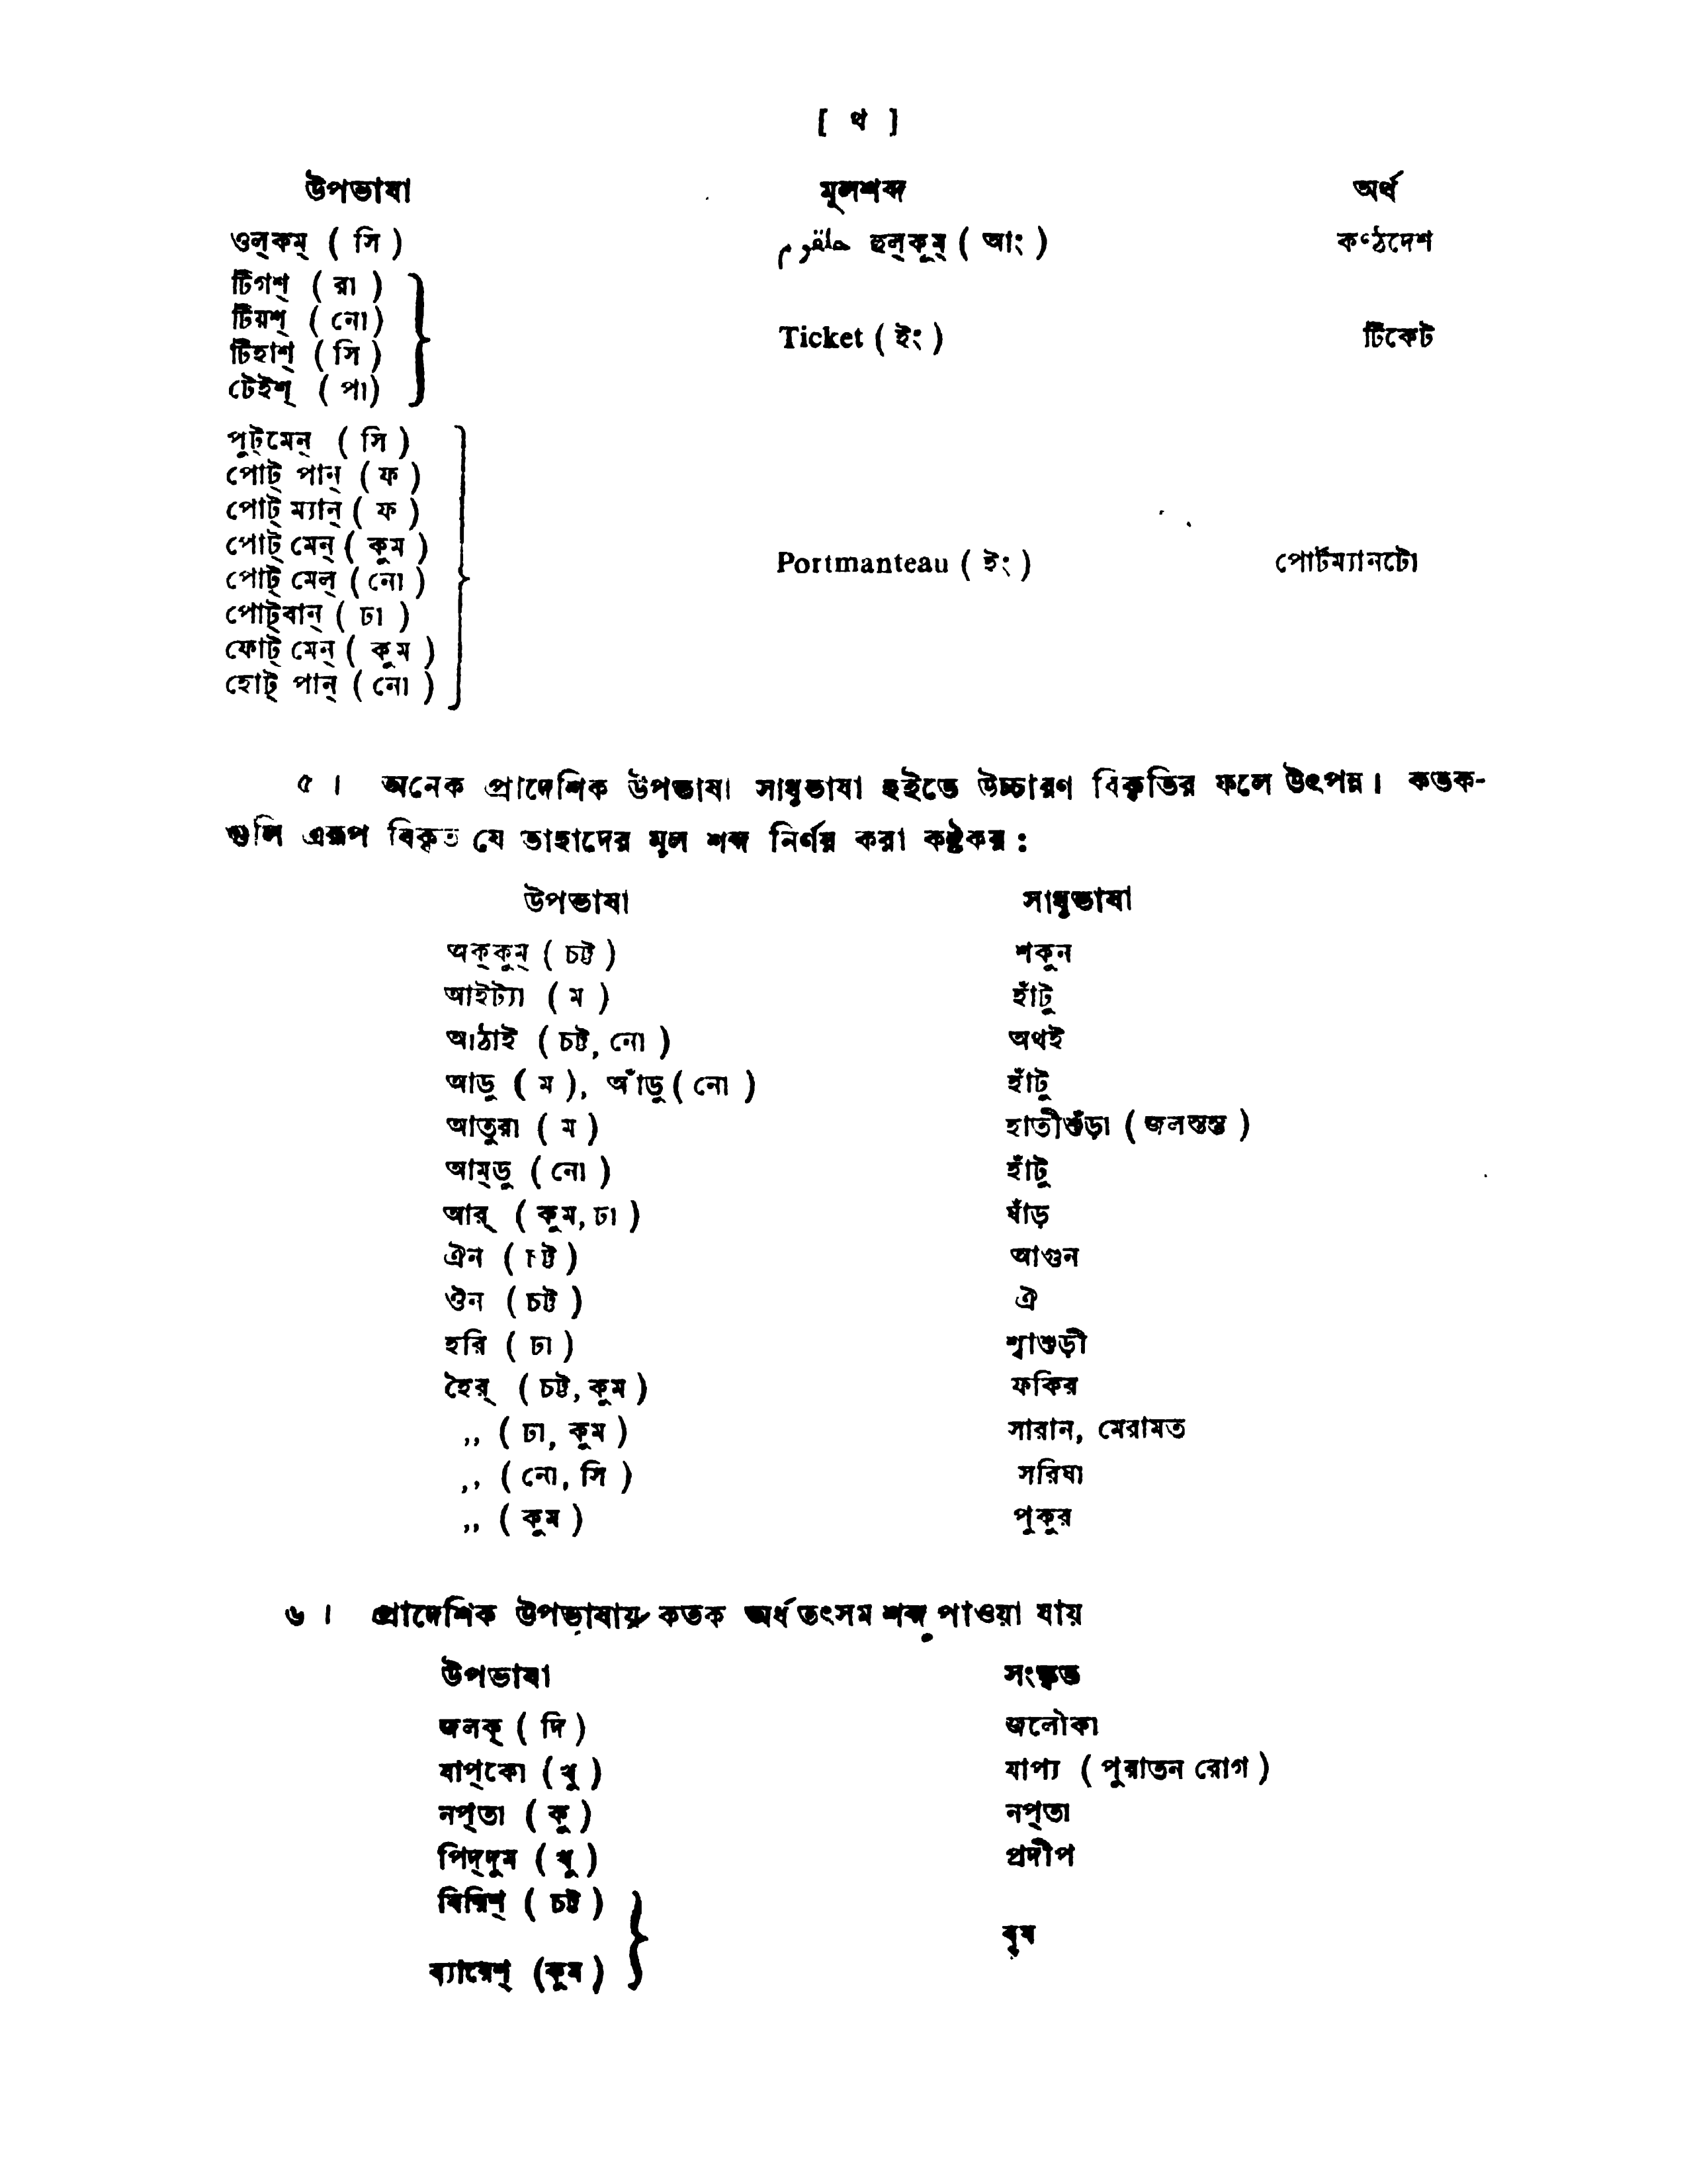 [ থ ]
উপভাষা মূলশব্দ অর্থ
ওল্‌কম্ ( সি ) حلقوم হুল্‌কূম্ ( আং ) কণ্ঠদেশ
টিগশ্ ( রা )
টিয়শ্ ( নো)
টিহাশ্ ( সি )
টেইশ্ ( পা)
Ticket ( ইং ) টিকেট
পুট্‌মেন্ ( সি )
পোর্ট্ পান্ ( ফ )
পোর্ট্ ম্যান্ ( ফ )
পোর্ট্ মেন্ ( কুম )
পোর্ট্ মেল্ ( নো )
পোর্ট্‌বান্ ( ঢা )
ফোর্ট্ মেন্ ( কুম )
হোর্ট্ পান্ ( নো )
Portmanteau ( ইং ) পোর্টম্যানটো
৫ । অনেক প্রাদেশিক উপভাষা সাধুভাষা হইতে উচ্চারণ বিকৃতির ফলে উৎপন্ন। কতক-
গুলি এরূপ বিকৃত যে তাহাদের মূল শব্দ নির্ণয় করা কষ্টকর :
উপভাষা সাধুভাষা
অক্‌কুন্ ( চট্ট ) শকুন
আইট্যা ( ম ) হাঁটু
আঠাই ( চট্ট, নো ) অথই
আডু ( ম ), আঁডু ( নো ) হাঁটু
আতুরা ( ম ) হাতীশুঁড়া ( জলস্তম্ভ )
আম্‌ডু ( নো ) হাঁটু
আর্ ( কুম, ঢা ) ষাঁড়
ঐন ( চট্ট ) আগুন
ঔন ( চট্ট ) ঐ
হরি ( ঢা ) শ্বাশুড়ী
হৈর্ ( চট্ট, কুম ) ফকির
,, ( ঢা, কুম ) সারান, মেরামত
,, ( নো, সি ) সরিষা
,, ( কুম ) পুকুর
৬ । প্রাদেশিক উপভাষায় কতক অর্ধ তৎসম শব্দ পাওয়া যায়
উপভাষা সংস্কৃত
জলক্ ( দি ) জলৌকা
যাপ্‌কো ( খু ) যাপ্য ( পুরাতন রোগ )
নপ্‌তা ( কু ) নপ্‌তা
পিদ্‌দুম ( খু ) প্রদীপ
বিরিশ্ ( চট্ট )
বৃষ
ব্যারেশ্ (কুম )